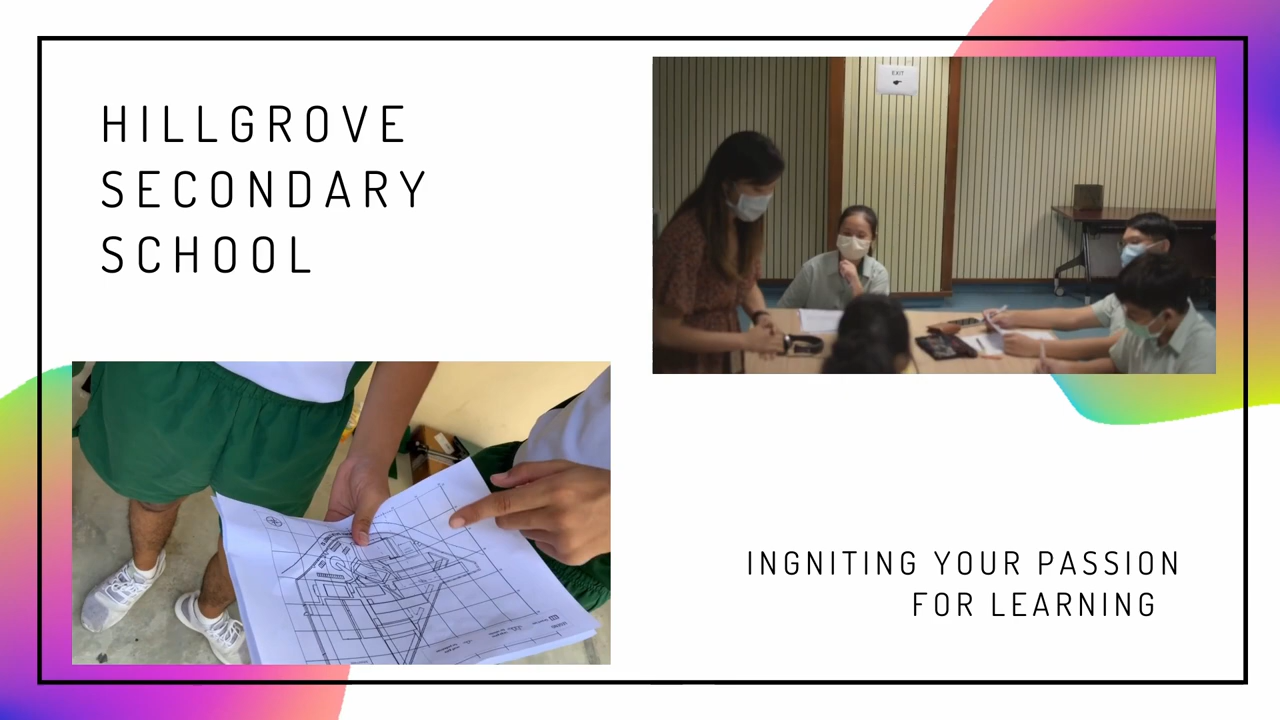 HILLGROVE
SECONDARY
SCHOOL
EXIT
INGNITING YOUR PASSION
FOR LEARNING